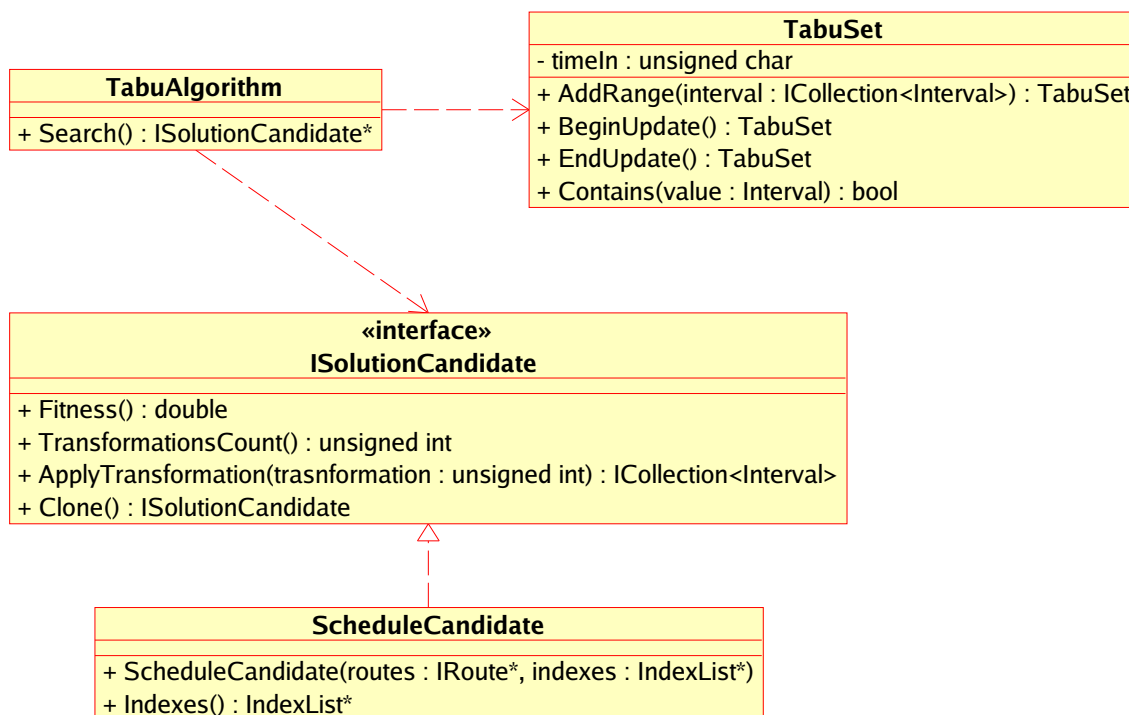 TabuSet
- timeIn : unsigned char
+ AddRange(interval : ICollection<Interval>) : TabuSet
+ BeginUpdate() : TabuSet
+ EndUpdate() : TabuSet
+ Contains(value : Interval) : bool
TabuAlgorithm
+ Search() : ISolutionCandidate*
«interface»
ISolutionCandidate
+ Fitness() : double
+ TransformationsCount() : unsigned int
+ ApplyTransformation(trasnformation : unsigned int) : ICollection<Interval>
+ Clone() : ISolutionCandidate
ScheduleCandidate
+ ScheduleCandidate(routes : IRoute*, indexes : IndexList*)
+ Indexes() : IndexList*